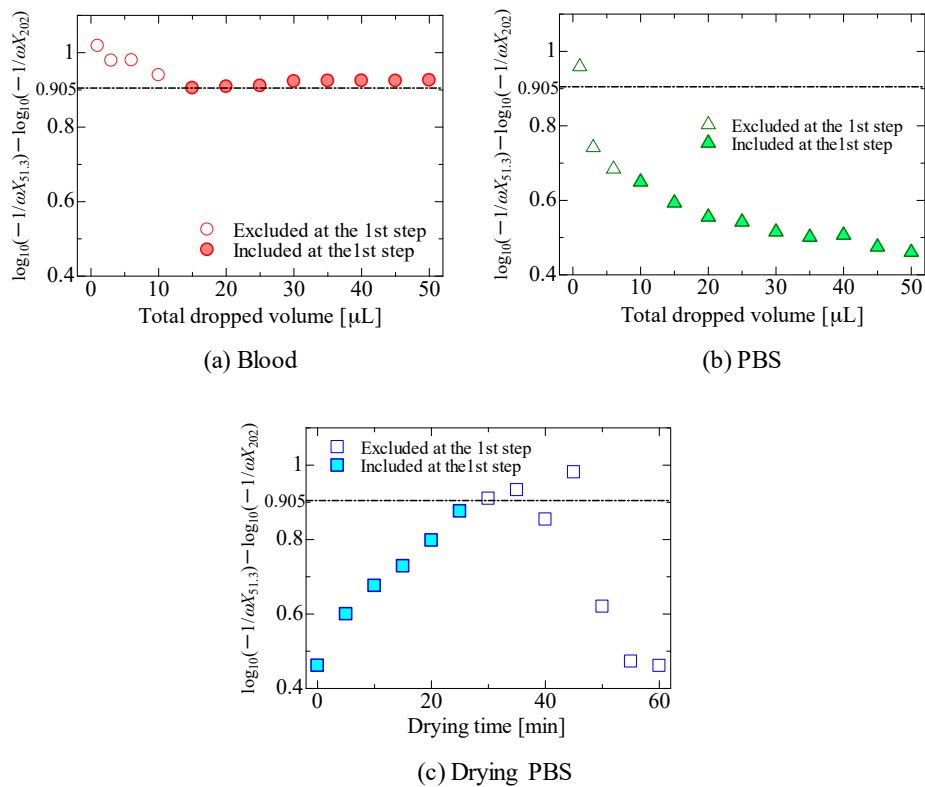 log₁₀(−1/ωX₅₁.₃)−log₁₀(−1/ωX₂₀₂)
1
0.905
0.8
0.6
0.4
Excluded at the 1st step
Included at the1st step
0 10 20 30 40 50
Total dropped volume [μL]
(a) Blood
log₁₀(−1/ωX₅₁.₃)−log₁₀(−1/ωX₂₀₂)
1
0.905
0.8
0.6
0.4
Excluded at the 1st step
Included at the1st step
0 10 20 30 40 50
Total dropped volume [μL]
(b) PBS
log₁₀(−1/ωX₅₁.₃)−log₁₀(−1/ωX₂₀₂)
Excluded at the 1st step
Included at the1st step
1
0.905
0.8
0.6
0.4
0 20 40 60
Drying time [min]
(c) Drying PBS